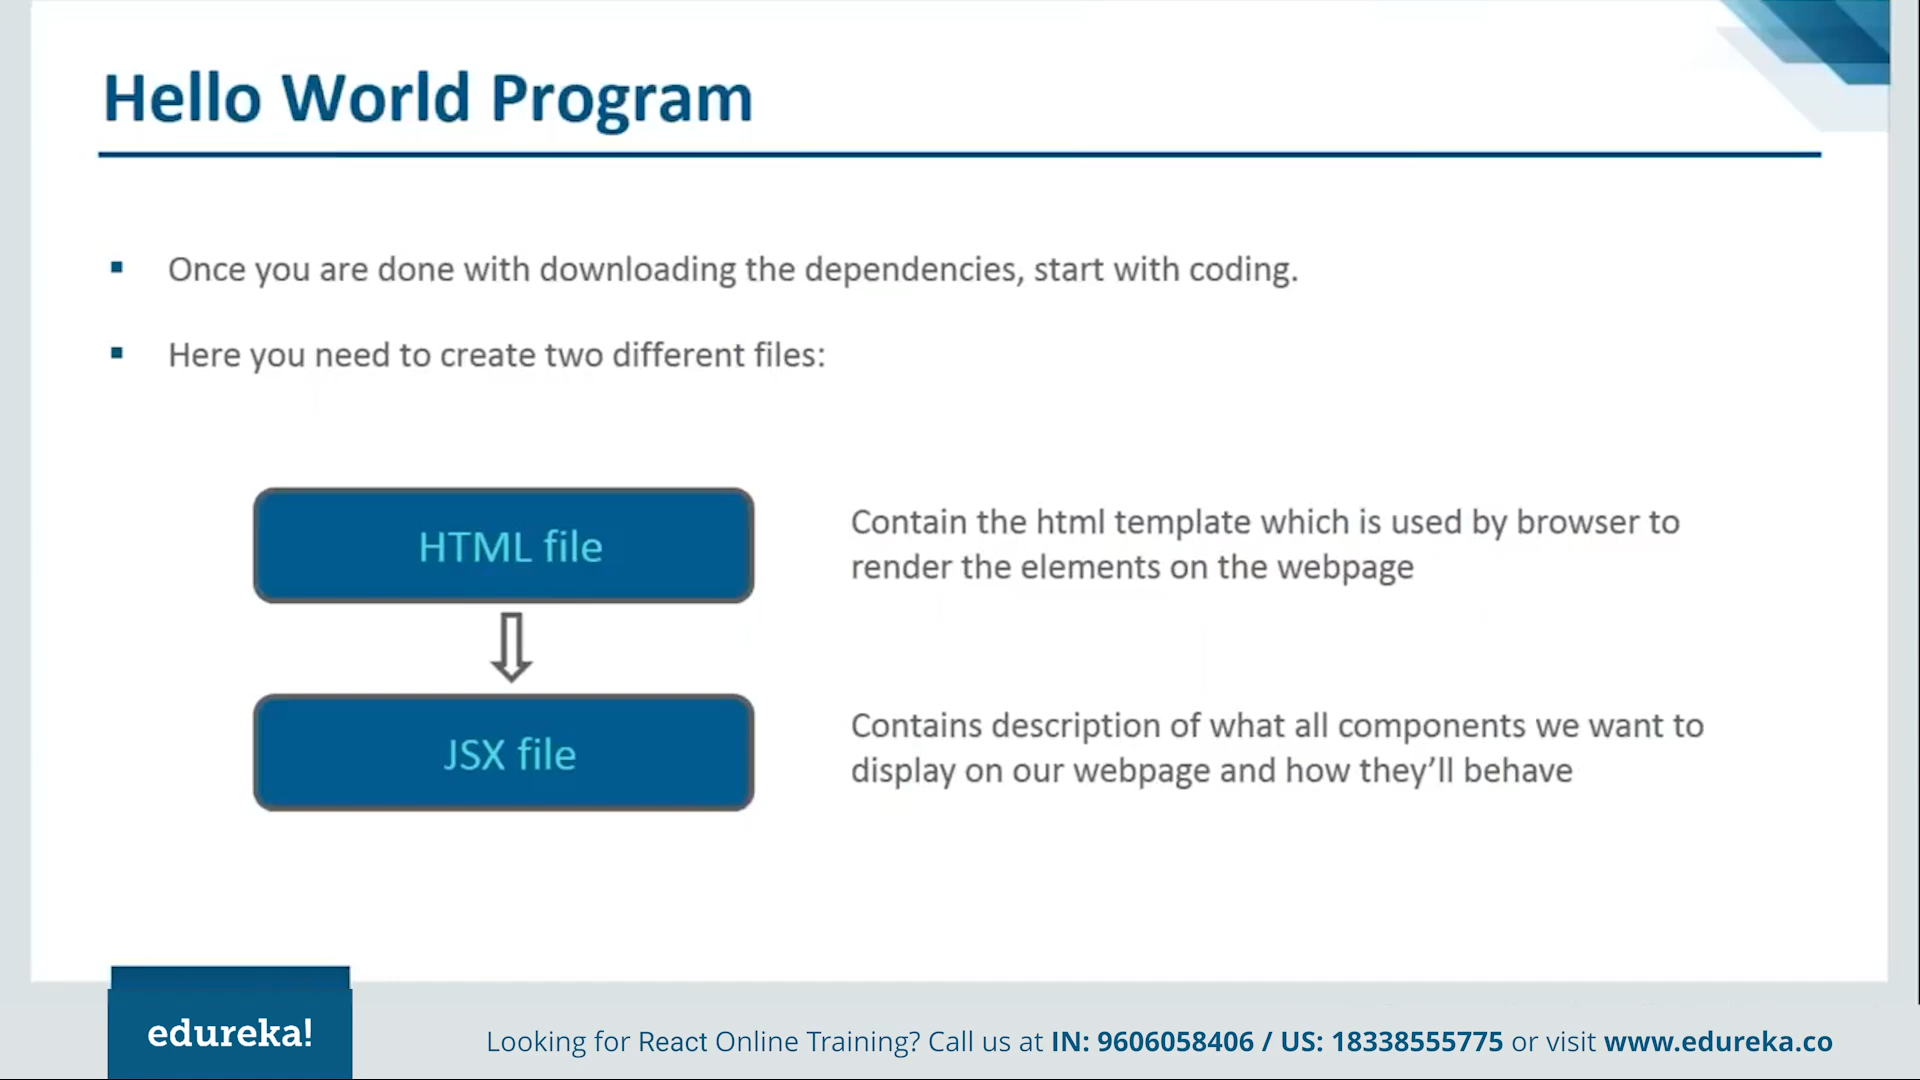 Hello World Program
Once you are done with downloading the dependencies, start with coding.
Here you need to create two different files:
HTML file
Contain the html template which is used by browser to
render the elements on the webpage
JSX file
Contains description of what all components we want to
display on our webpage and how they’ll behave
edureka!
Looking for React Online Training? Call us at IN: 9606058406 / US: 18338555775 or visit www.edureka.co